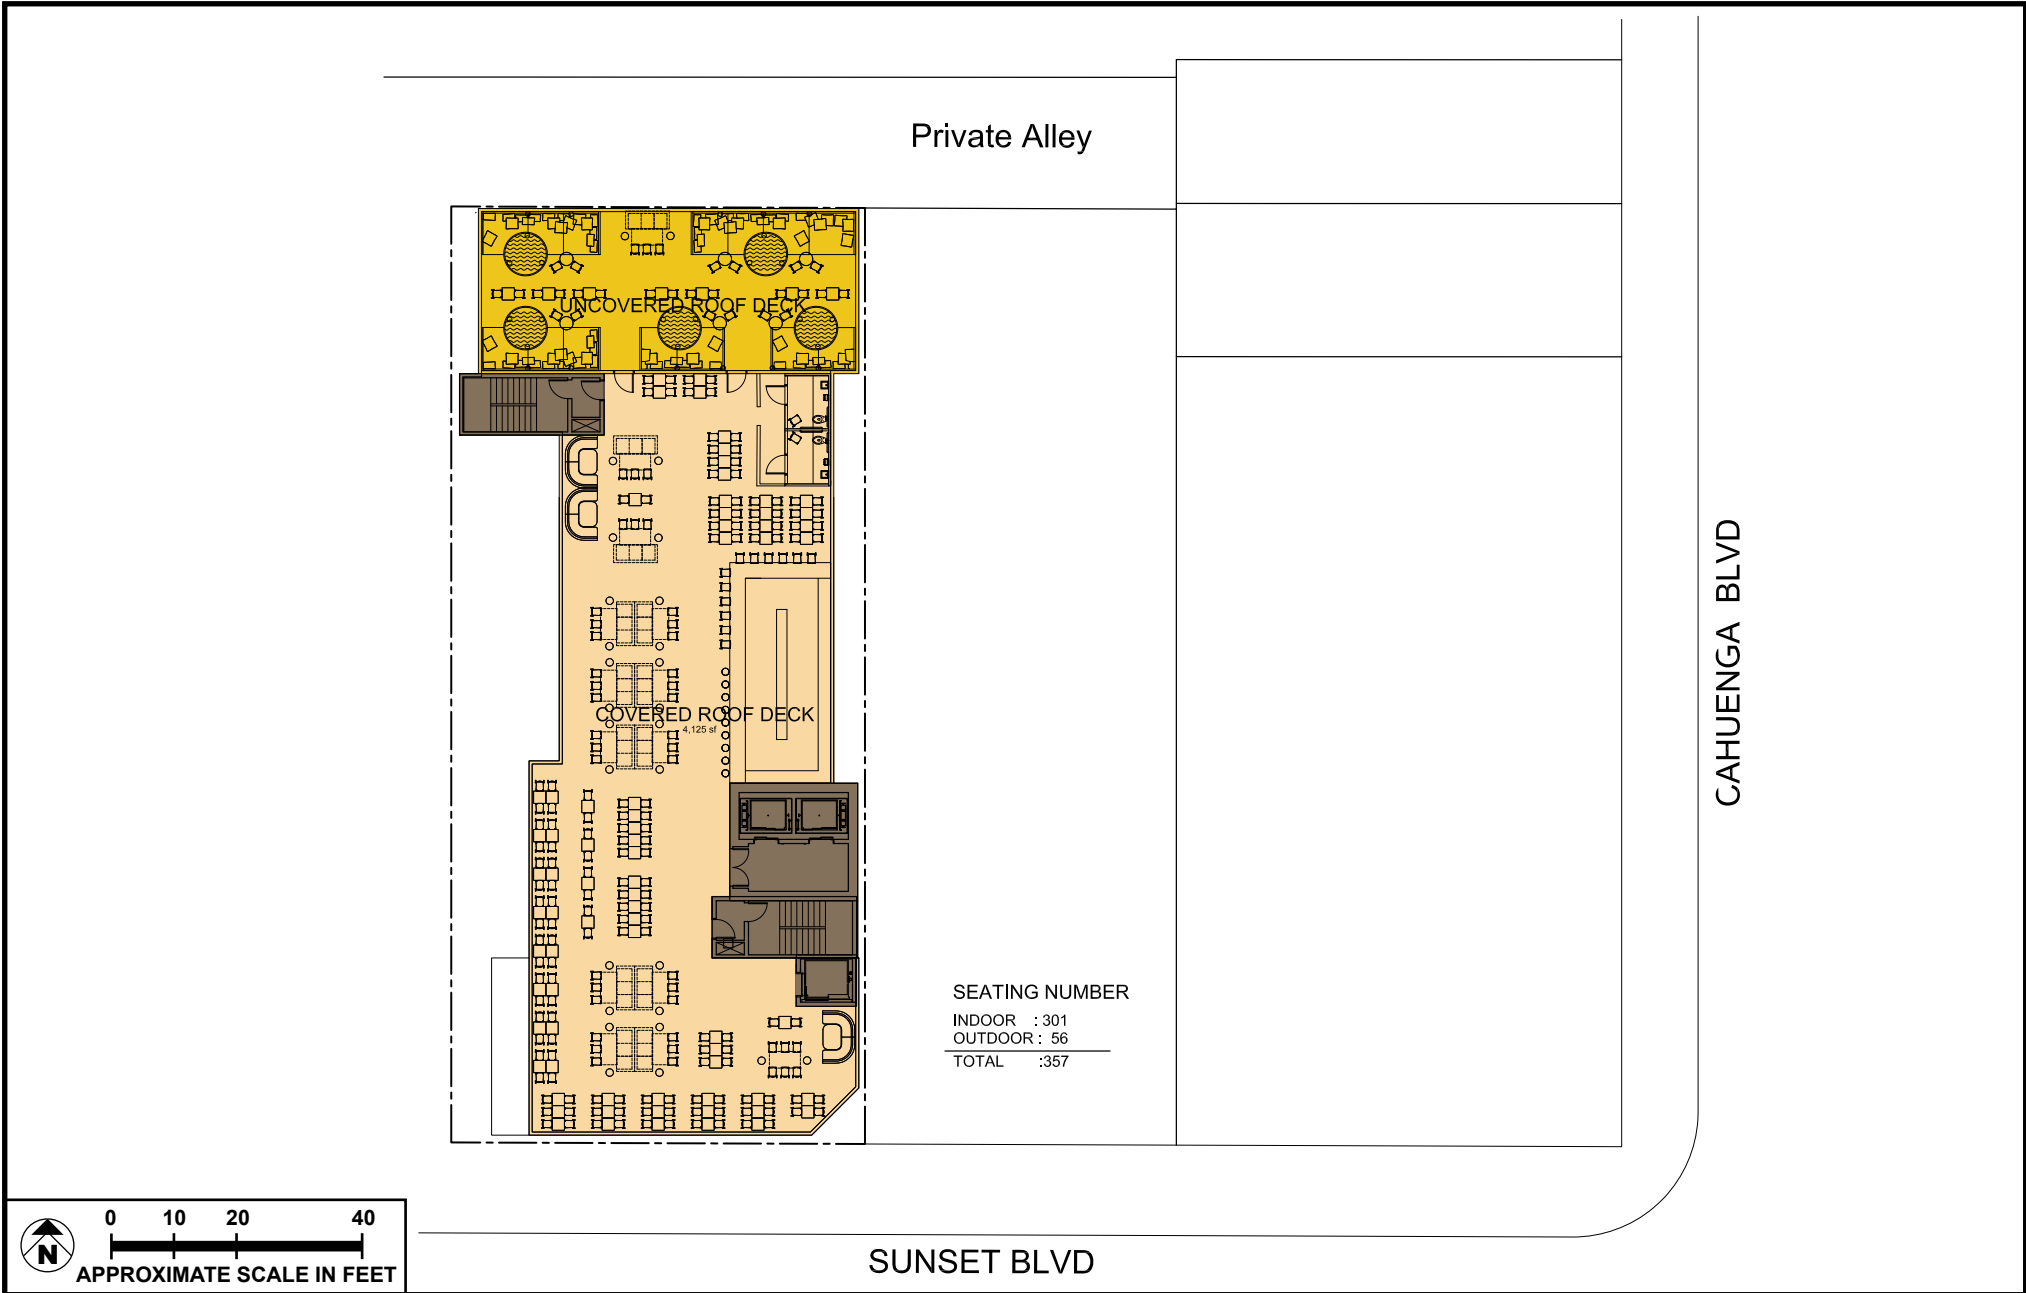 Private Alley
UNCOVERED ROOF DECK
COVERED ROOF DECK
4,125 sf
CAHUENGA BLVD
SEATING NUMBER
INDOOR : 301
OUTDOOR : 56
TOTAL :357
0 10 20 40
N
APPROXIMATE SCALE IN FEET
SUNSET BLVD